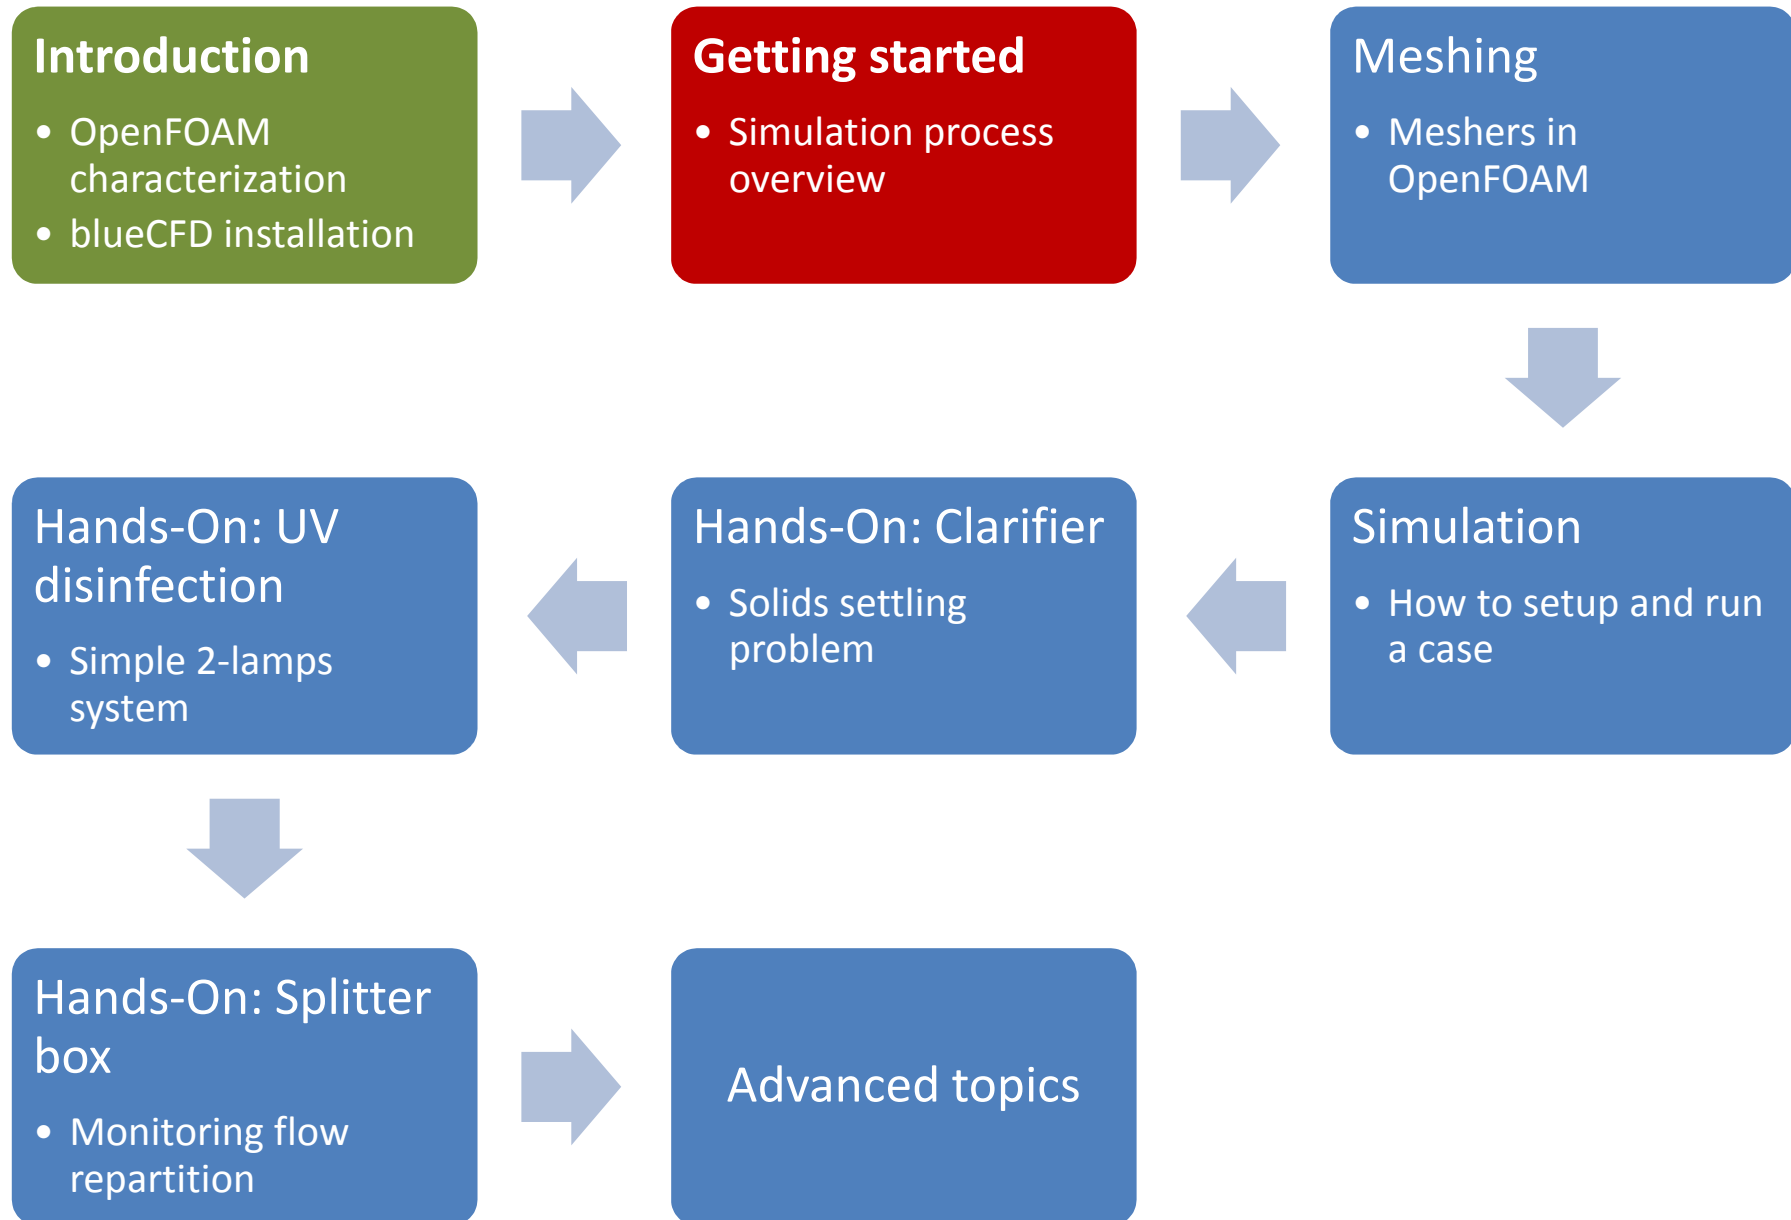 Introduction
• OpenFOAM
characterization
• blueCFD installation
Getting started
• Simulation process
overview
Meshing
• Meshers in
OpenFOAM
Simulation
• How to setup and run
a case
Hands-On: Clarifier
• Solids settling
problem
Hands-On: UV
disinfection
• Simple 2-lamps
system
Hands-On: Splitter
box
• Monitoring flow
repartition
Advanced topics